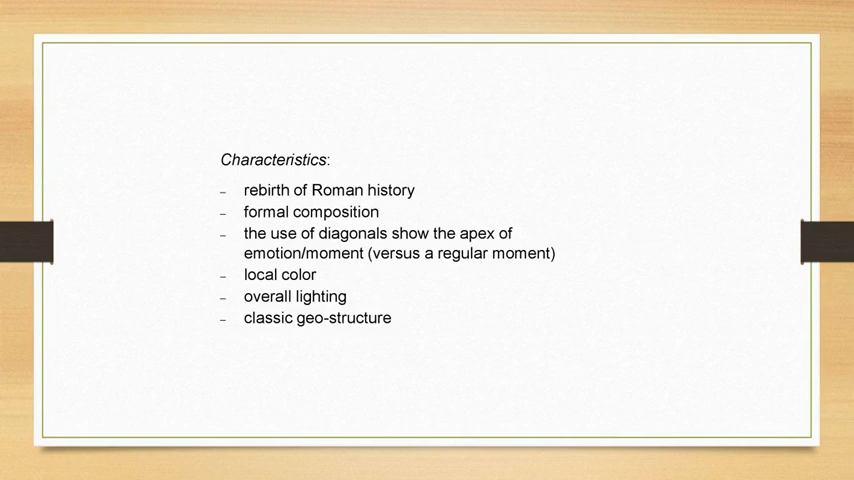 Characteristics:
– rebirth of Roman history
– formal composition
– the use of diagonals show the apex of
emotion/moment (versus a regular moment)
– local color
– overall lighting
– classic geo-structure